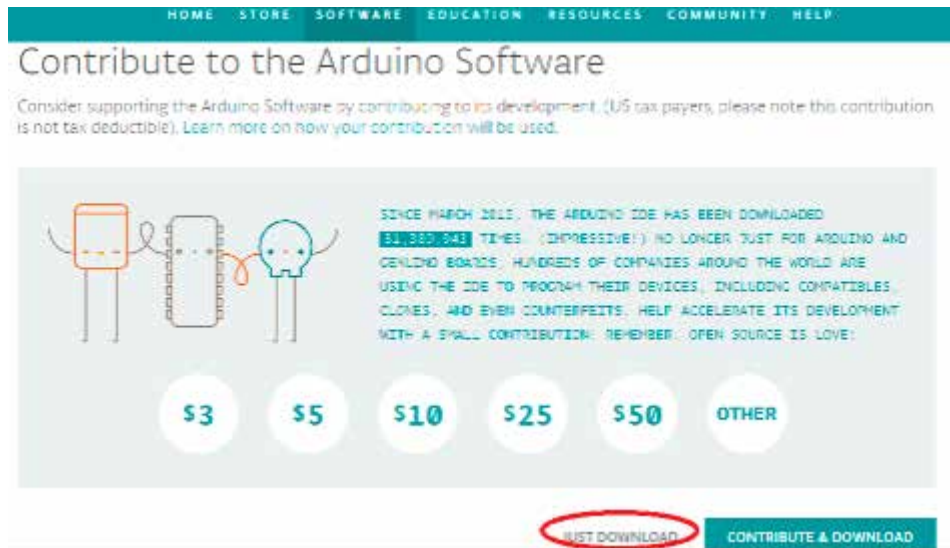 HOME STORE SOFTWARE EDUCATION RESOURCES COMMUNITY HELP
Contribute to the Arduino Software
Consider supporting the Arduino Software by contributing to its development. (US tax payers, please note this contribution
is not tax deductible). Learn more on how your contribution will be used.
SINCE MARCH 2015, THE ARDUINO IDE HAS BEEN DOWNLOADED
TIMES. (IMPRESSIVE!) NO LONGER JUST FOR ARDUINO AND
GENUINO BOARDS, HUNDREDS OF COMPANIES AROUND THE WORLD ARE
USING THE IDE TO PROGRAM THEIR DEVICES, INCLUDING COMPATIBLES,
CLONES, AND EVEN COUNTERFEITS. HELP ACCELERATE ITS DEVELOPMENT
WITH A SMALL CONTRIBUTION! REMEMBER: OPEN SOURCE IS LOVE!
$3 $5 $10 $25 $50 OTHER
JUST DOWNLOAD CONTRIBUTE & DOWNLOAD